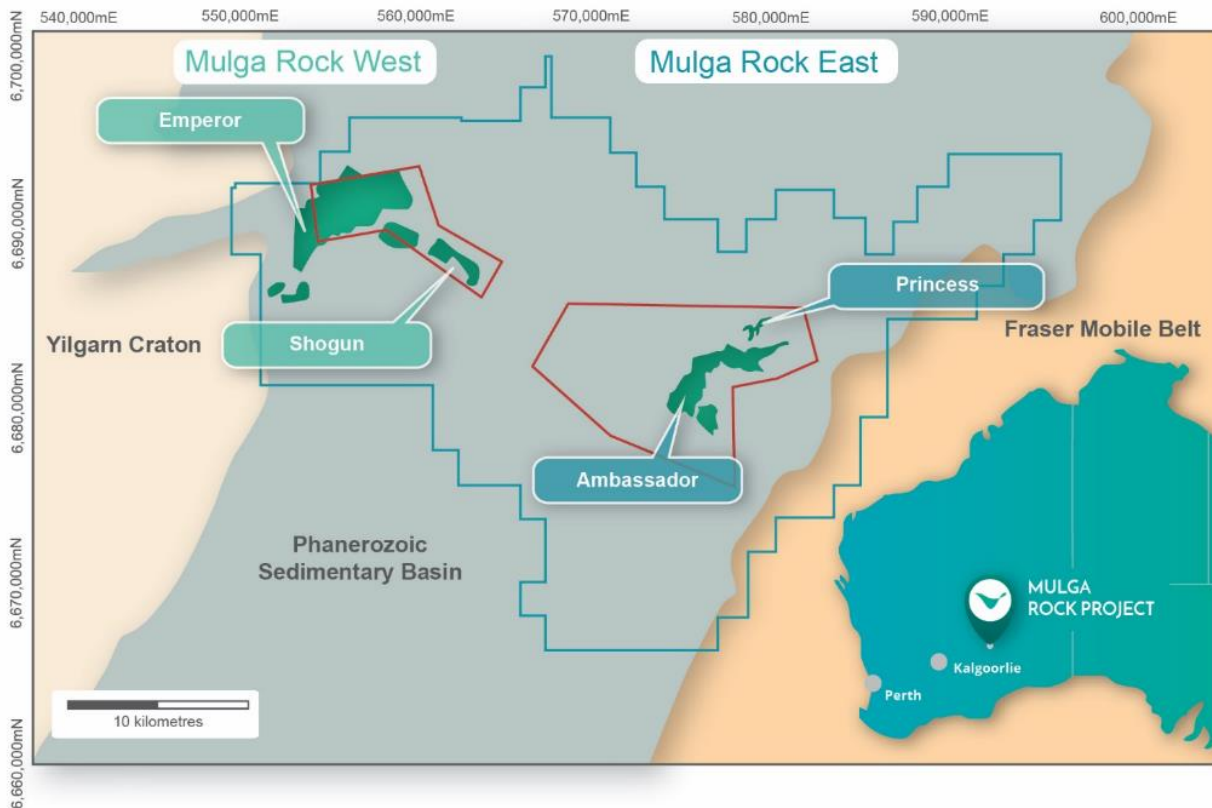 540,000mE
550,000mE
560,000mE
570,000mE
580,000mE
590,000mE
600,000mE
6,700,000mN
6,690,000mN
6,680,000mN
6,670,000mN
6,660,000mN
Mulga Rock West
Mulga Rock East
Emperor
Princess
Shogun
Yilgarn Craton
Fraser Mobile Belt
Ambassador
Phanerozoic
Sedimentary Basin
MULGA
ROCK PROJECT
Kalgoorlie
Perth
10 kilometres